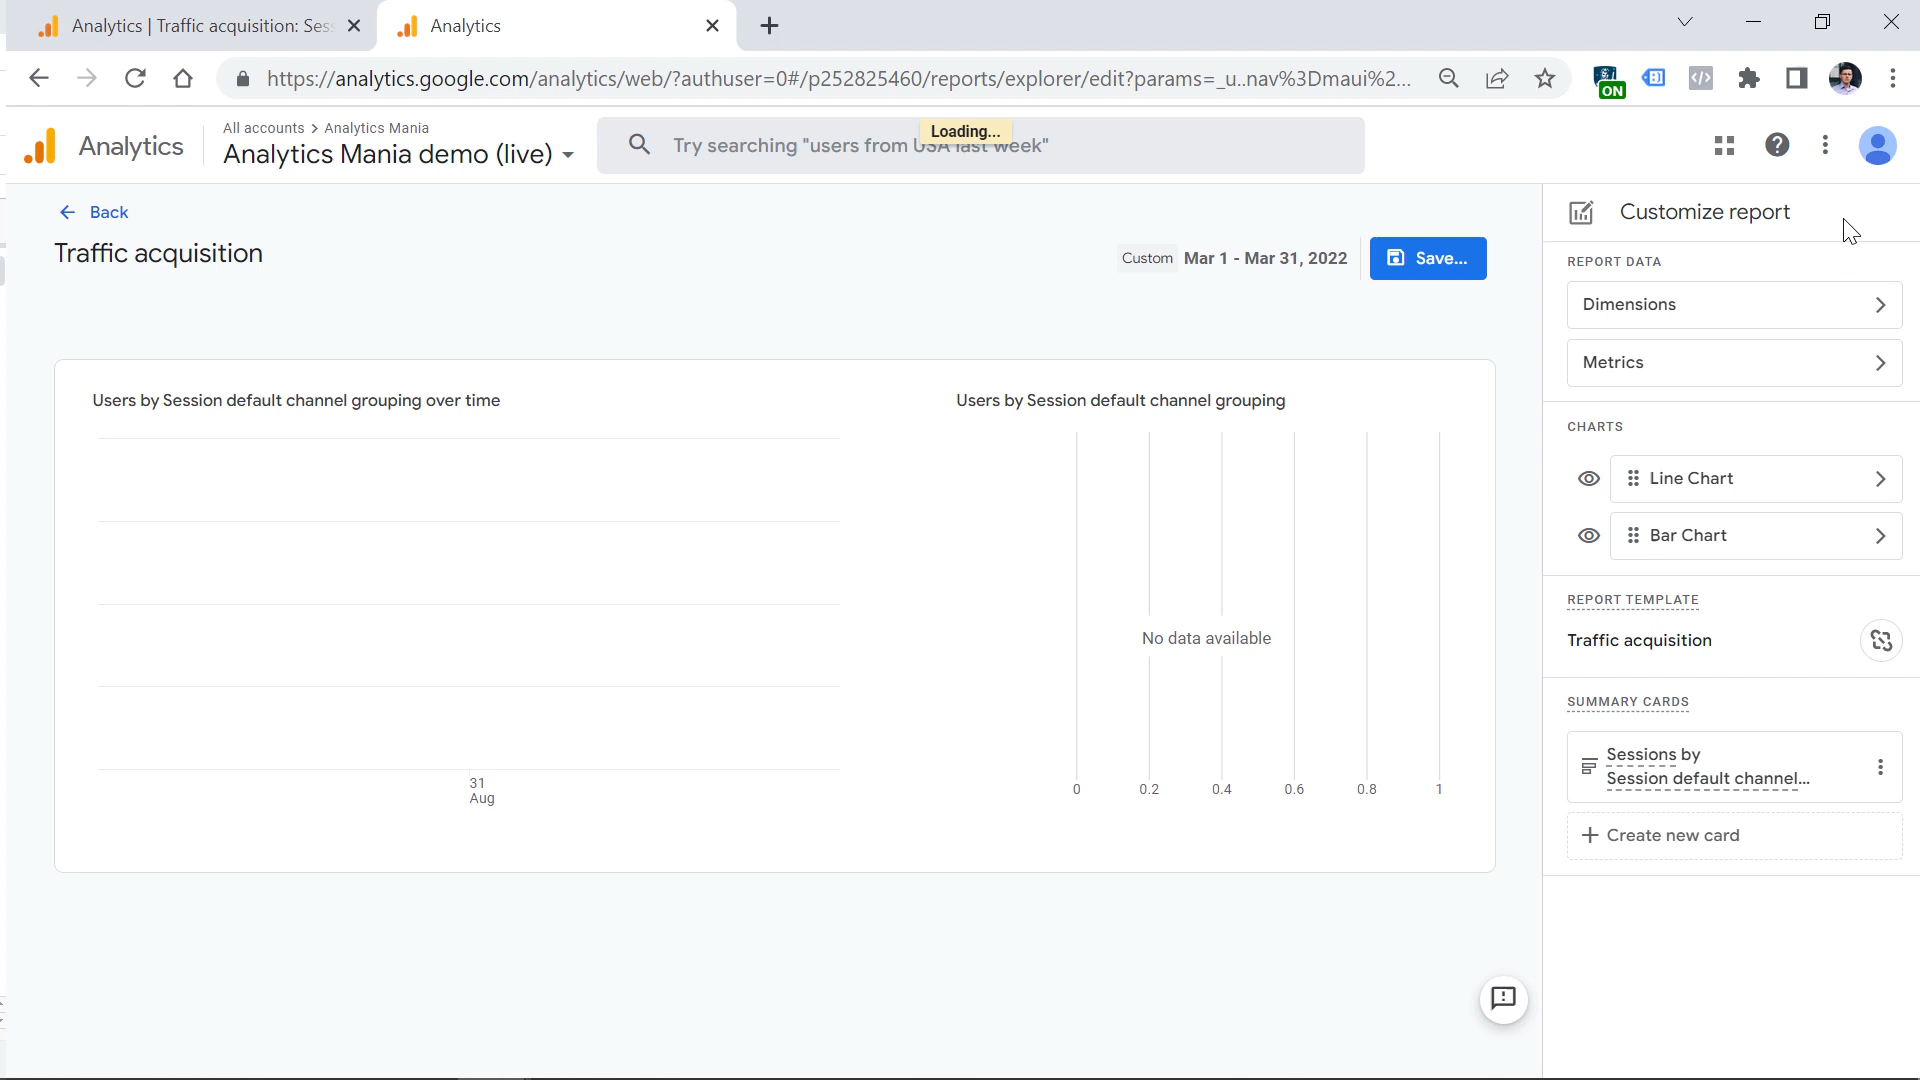 Analytics | Traffic acquisition: Ses
Analytics
https://analytics.google.com/analytics/web/?authuser=0#/p252825460/reports/explorer/edit?params=_u..nav%3Dmaui%2...
ON
Analytics
All accounts > Analytics Mania
Analytics Mania demo (live)
Try searching "users from USA last week"
Loading...
Back
Traffic acquisition
Custom Mar 1 - Mar 31, 2022
Save...
Users by Session default channel grouping over time
31
Aug
Users by Session default channel grouping
No data available
0 0.2 0.4 0.6 0.8 1
Customize report
REPORT DATA
Dimensions
Metrics
CHARTS
Line Chart
Bar Chart
REPORT TEMPLATE
Traffic acquisition
SUMMARY CARDS
Sessions by
Session default channel...
+ Create new card